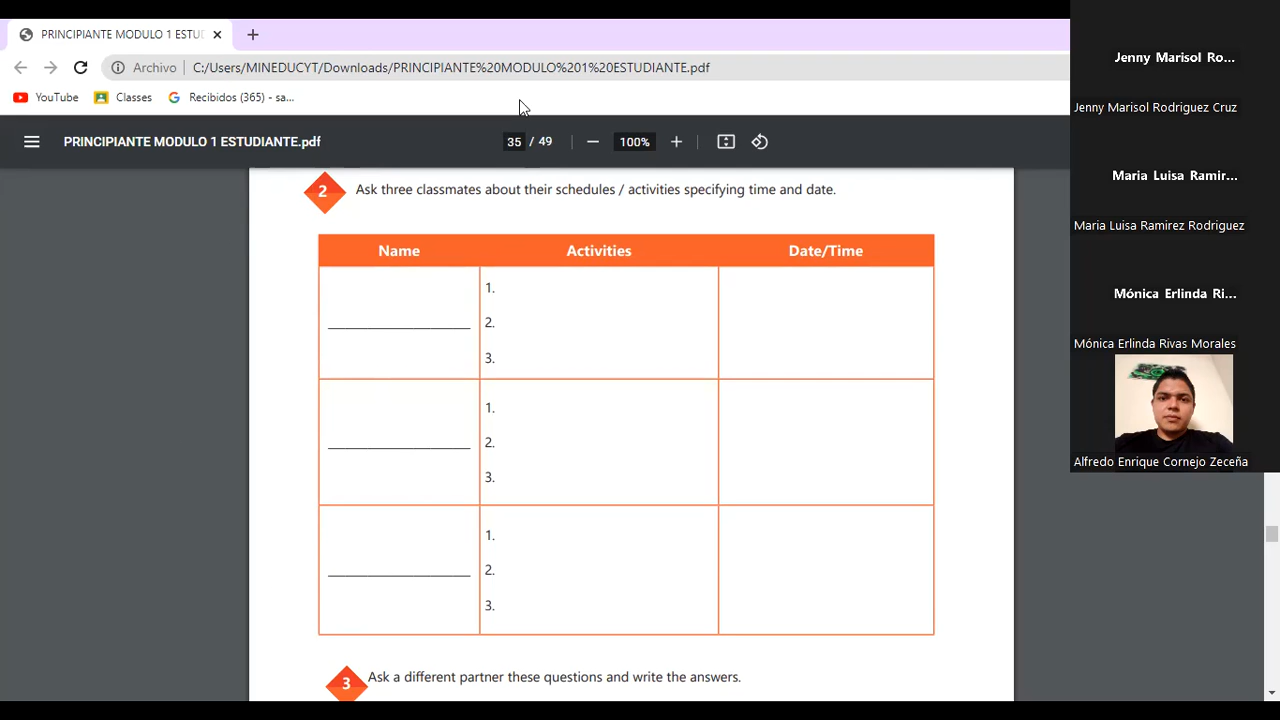 PRINCIPIANTE MODULO 1 ESTUD
Archivo C:/Users/MINEDUCYT/Downloads/PRINCIPIANTE%20MODULO%201%20ESTUDIANTE.pdf
YouTube Classes Recibidos (365) - sa...
PRINCIPIANTE MODULO 1 ESTUDIANTE.pdf 35 / 49 100%
2 Ask three classmates about their schedules / activities specifying time and date.
Name Activities Date/Time
1.
2.
3.
1.
2.
3.
1.
2.
3.
3 Ask a different partner these questions and write the answers.
Jenny Marisol Ro...
Jenny Marisol Rodriguez Cruz
Maria Luisa Ramir...
Maria Luisa Ramirez Rodriguez
Mónica Erlinda Ri...
Mónica Erlinda Rivas Morales
Alfredo Enrique Cornejo Zeceña